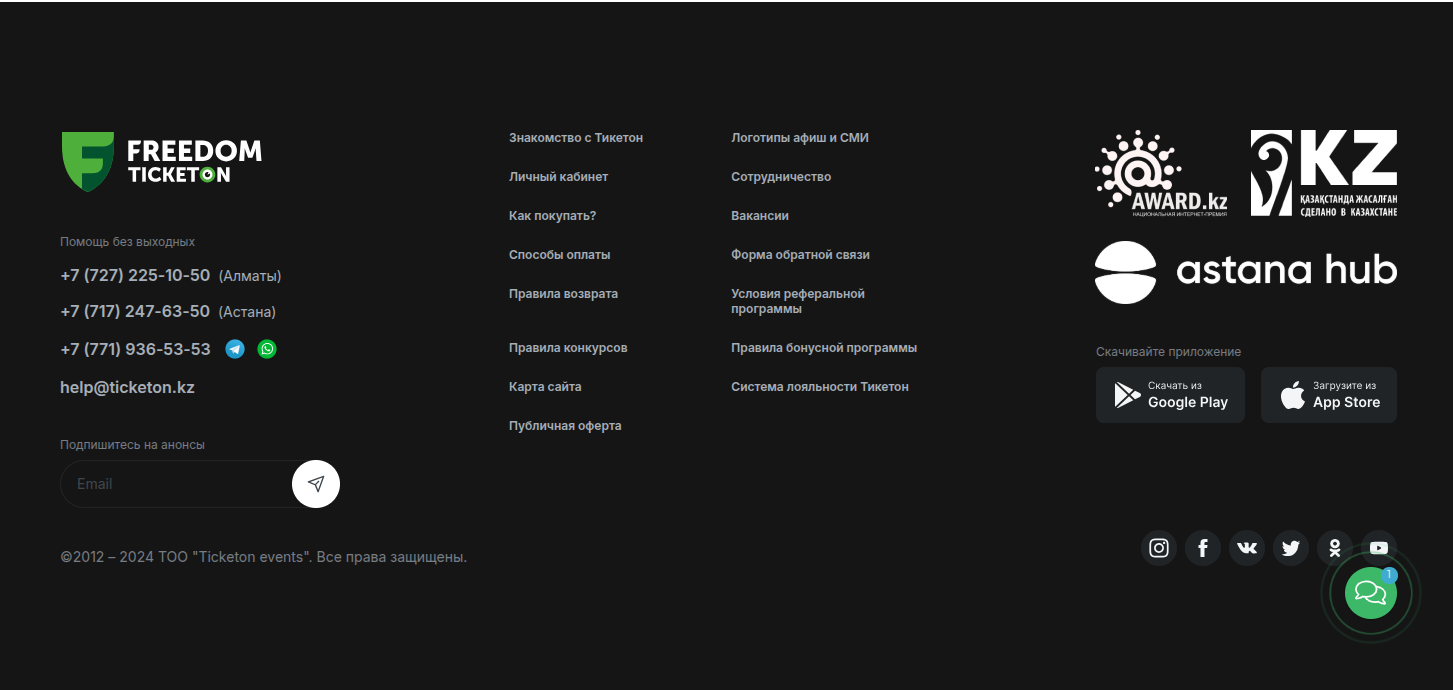 FREEDOM
TICKETON
Помощь без выходных
+7 (727) 225-10-50 (Алматы)
+7 (717) 247-63-50 (Астана)
+7 (771) 936-53-53
help@ticketon.kz
Подпишитесь на анонсы
Email
©2012 – 2024 ТОО "Ticketon events". Все права защищены.
Знакомство с Тикетон
Личный кабинет
Как покупать?
Способы оплаты
Правила возврата
Правила конкурсов
Карта сайта
Публичная оферта
Логотипы афиш и СМИ
Сотрудничество
Вакансии
Форма обратной связи
Условия реферальной
программы
Правила бонусной программы
Система лояльности Тикетон
@
AWARD.kz
НАЦИОНАЛЬНАЯ ИНТЕРНЕТ-ПРЕМИЯ
KZ
ҚАЗАҚСТАНДА ЖАСАЛҒАН
СДЕЛАНО В КАЗАХСТАНЕ
astana hub
Скачивайте приложение
Скачать из
Google Play
Загрузите из
App Store
1